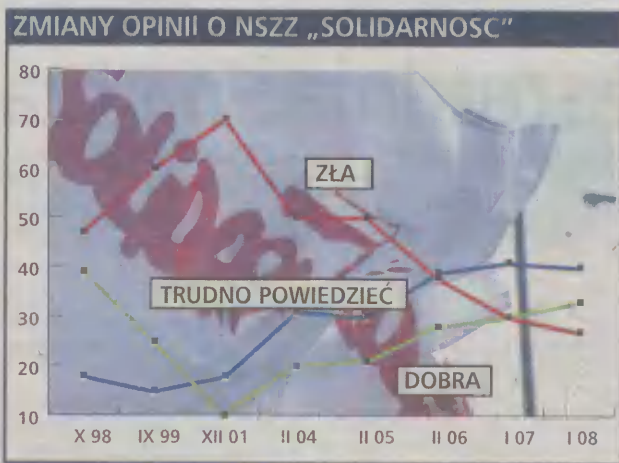 ZMIANY OPINII O NSZZ „SOLIDARNOSC"
80
70
60
50
40
30
20
10
ZŁA
TRUDNO POWIEDZIEĆ
DOBRA
X 98 IX 99 XII 01 II 04 II 05 II 06 I 07 I 08